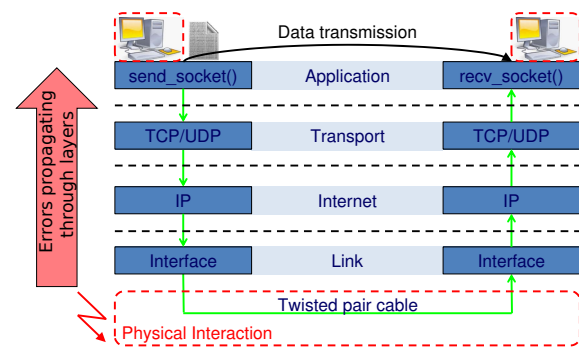 Data transmission
send_socket()
Application
recv_socket()
TCP/UDP
Transport
TCP/UDP
IP
Internet
IP
Interface
Link
Interface
Twisted pair cable
Physical Interaction
Errors propagating
through layers